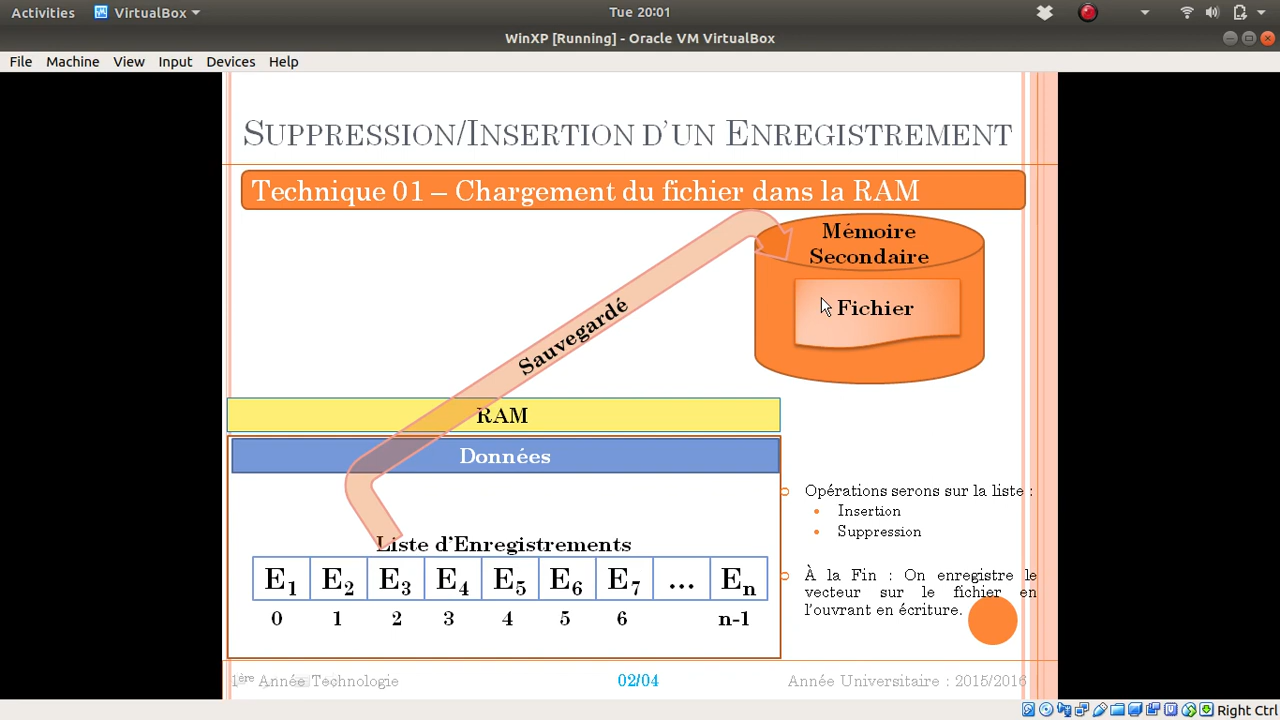 Activities VirtualBox Tue 20:01
WinXP [Running] - Oracle VM VirtualBox
File Machine View Input Devices Help
SUPPRESSION/INSERTION D'UN ENREGISTREMENT
Technique 01 – Chargement du fichier dans la RAM
Mémoire
Secondaire
Fichier
Sauvegardé
RAM
Données
Liste d'Enregistrements
E1 E2 E3 E4 E5 E6 E7 ... En
0 1 2 3 4 5 6 n-1
Opérations serons sur la liste :
Insertion
Suppression
À la Fin : On enregistre le
vecteur sur le fichier en
l'ouvrant en écriture.
1ère Année Technologie 02/04 Année Universitaire : 2015/2016
Right Ctrl